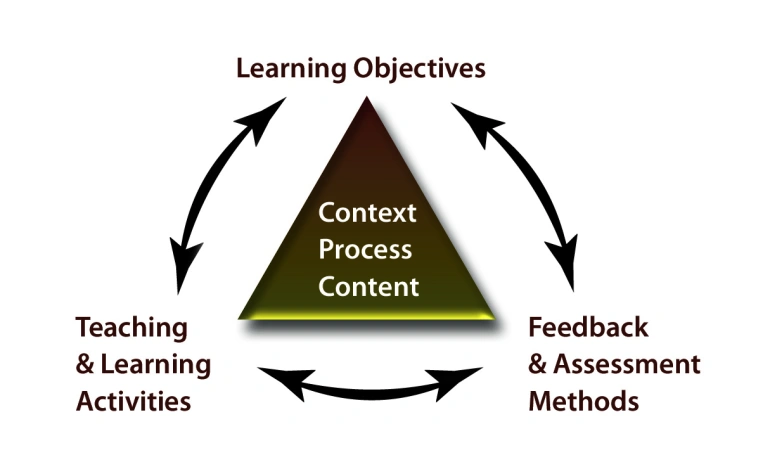 Learning Objectives
Context
Process
Content
Teaching
& Learning
Activities
Feedback
& Assessment
Methods